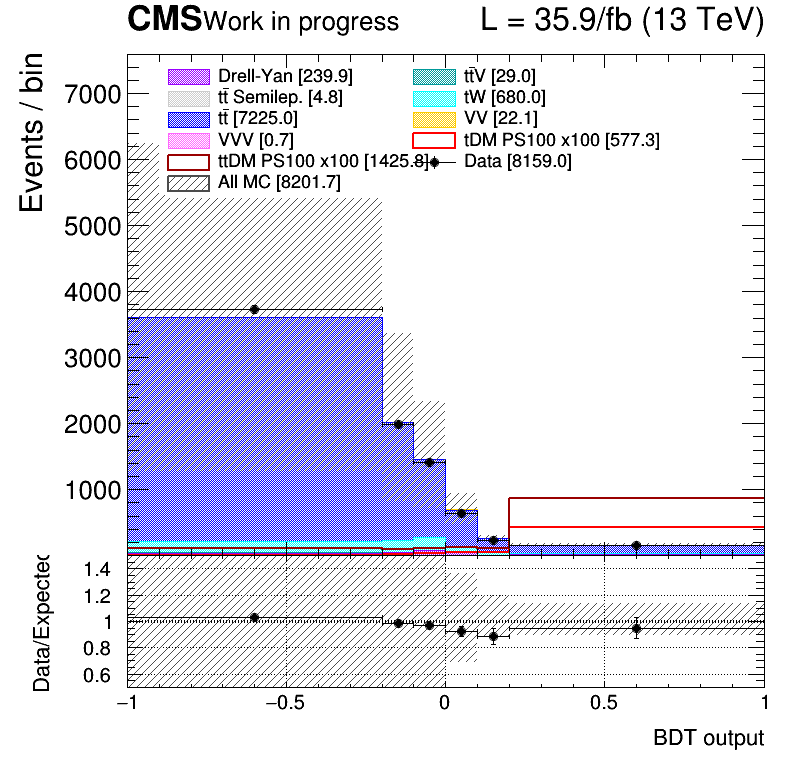 CMS Work in progress L = 35.9/fb (13 TeV)
Events / bin
Drell-Yan [239.9] tt̄V [29.0]
tt̄ Semilep. [4.8] tW [680.0]
tt̄ [7225.0] VV [22.1]
VVV [0.7] tDM PS100 x100 [577.3]
ttDM PS100 x100 [1425.8] Data [8159.0]
All MC [8201.7]
7000
6000
5000
4000
3000
2000
1000
Data/Expected
1.4
1.2
1
0.8
0.6
−1 −0.5 0 0.5 1
BDT output